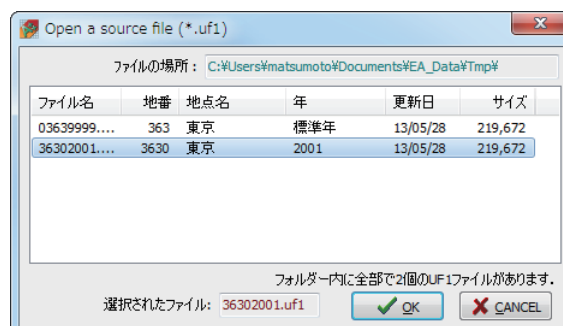 Open a source file (*.uf1)
ファイルの場所： C:¥Users¥matsumoto¥Documents¥EA_Data¥Tmp¥
ファイル名 地番 地点名 年 更新日 サイズ
03639999.... 363 東京 標準年 13/05/28 219,672
36302001.... 3630 東京 2001 13/05/28 219,672
フォルダー内に全部で2個のUF1ファイルがあります.
選択されたファイル: 36302001.uf1 OK CANCEL